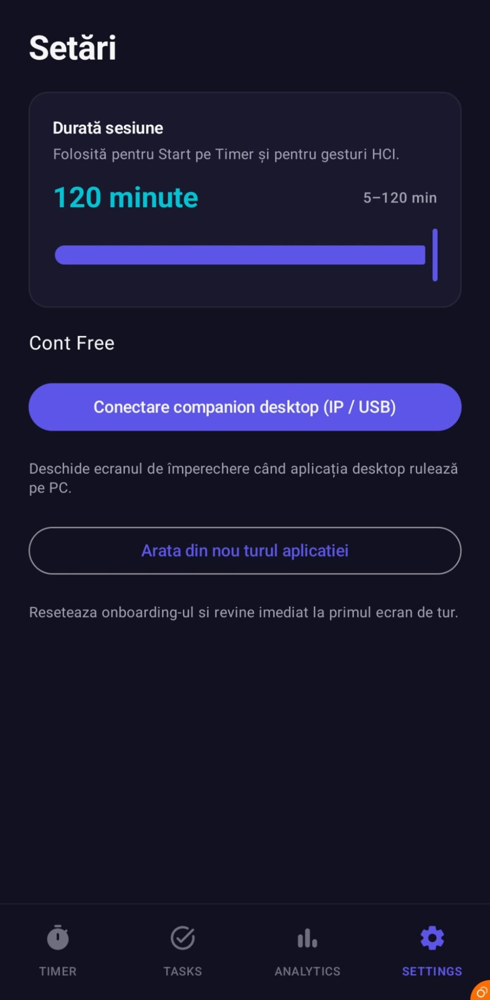 Setări
Durată sesiune
Folosită pentru Start pe Timer și pentru gesturi HCI.
120 minute
5–120 min
Cont Free
Conectare companion desktop (IP / USB)
Deschide ecranul de împerechere când aplicația desktop rulează
pe PC.
Arata din nou turul aplicatiei
Reseteaza onboarding-ul si revine imediat la primul ecran de tur.
TIMER
TASKS
ANALYTICS
SETTINGS